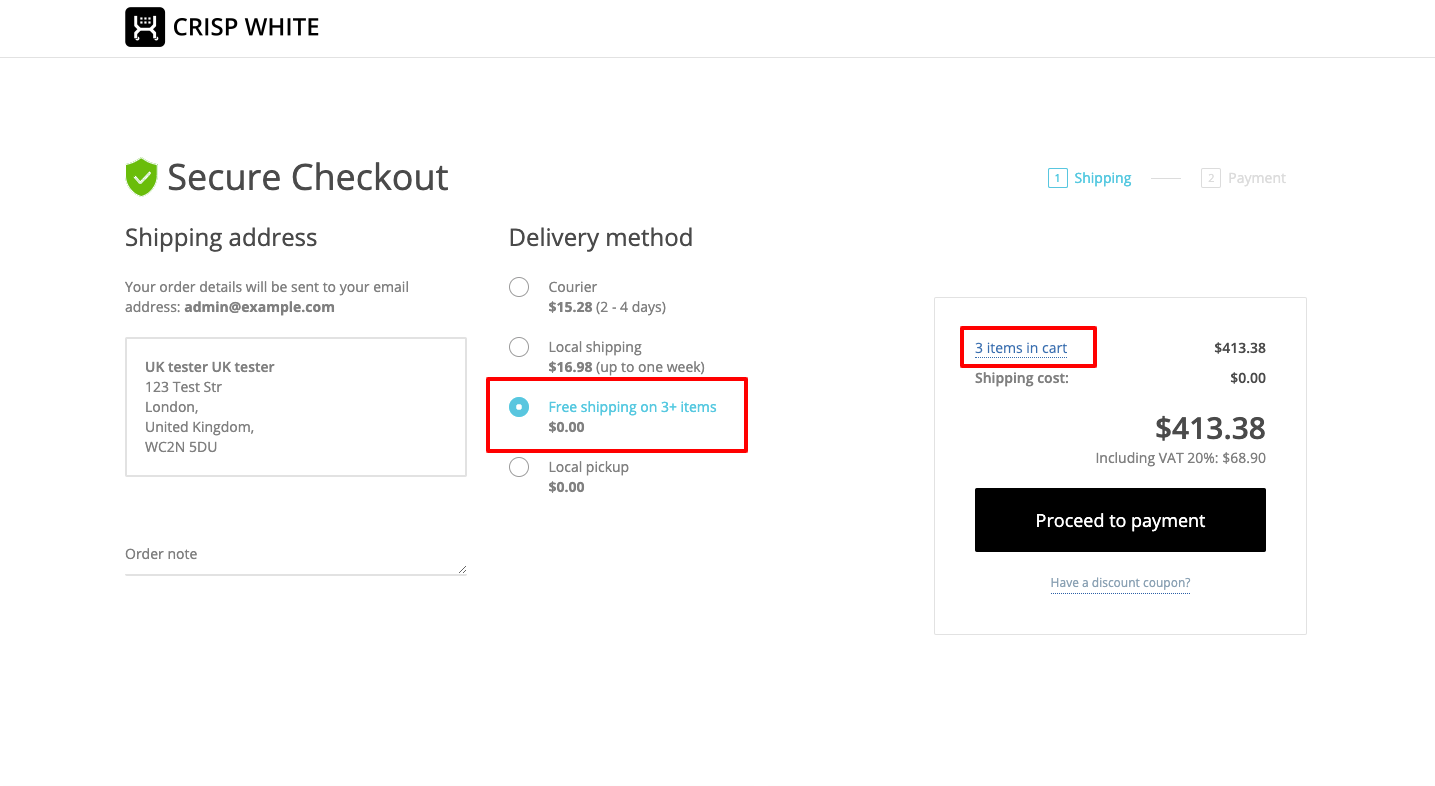 CRISP WHITE
Secure Checkout
1 Shipping
2 Payment
Shipping address
Your order details will be sent to your email
address: admin@example.com
UK tester UK tester
123 Test Str
London,
United Kingdom,
WC2N 5DU
Order note
Delivery method
Courier
$15.28 (2 - 4 days)
Local shipping
$16.98 (up to one week)
Free shipping on 3+ items
$0.00
Local pickup
$0.00
3 items in cart $413.38
Shipping cost: $0.00
$413.38
Including VAT 20%: $68.90
Proceed to payment
Have a discount coupon?